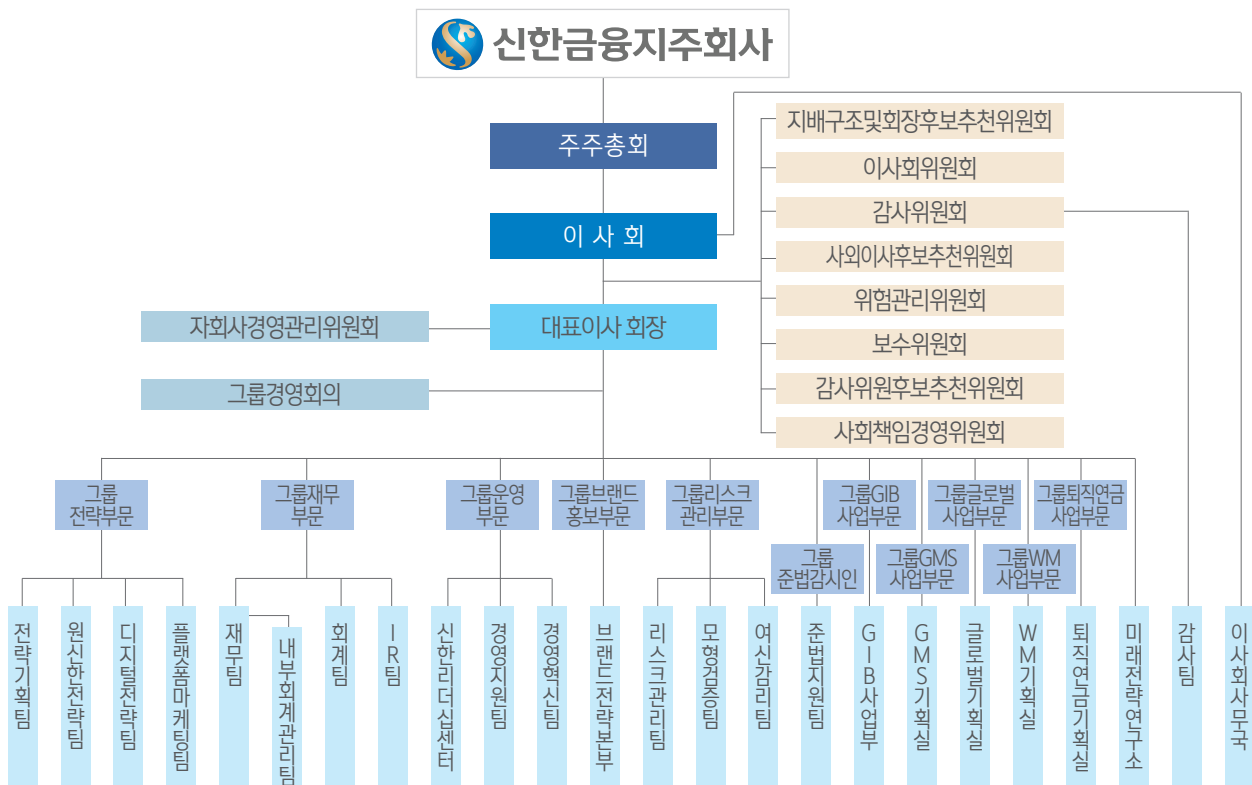 신한금융지주회사
주주총회
이 사 회
지배구조및회장후보추천위원회
이사회위원회
감사위원회
사외이사후보추천위원회
위험관리위원회
보수위원회
감사위원후보추천위원회
사회책임경영위원회
자회사경영관리위원회
대표이사 회장
그룹경영회의
그룹
전략부문
그룹재무
부문
그룹운영
부문
그룹브랜드
홍보부문
그룹리스크
관리부문
그룹
준법감시인
그룹GIB
사업부문
그룹GMS
사업부문
그룹글로벌
사업부문
그룹WM
사업부문
그룹퇴직연금
사업부문
전략기획팀
원신한전략팀
디지털전략팀
플랫폼마케팅팀
재무팀
내부회계관리팀
회계팀
IR팀
신한리더십센터
경영지원팀
경영혁신팀
브랜드전략본부
리스크관리팀
모형검증팀
여신감리팀
준법지원팀
GIB사업부
GMS기획실
글로벌기획실
WM기획실
퇴직연금기획실
미래전략연구소
감사팀
이사회사무국